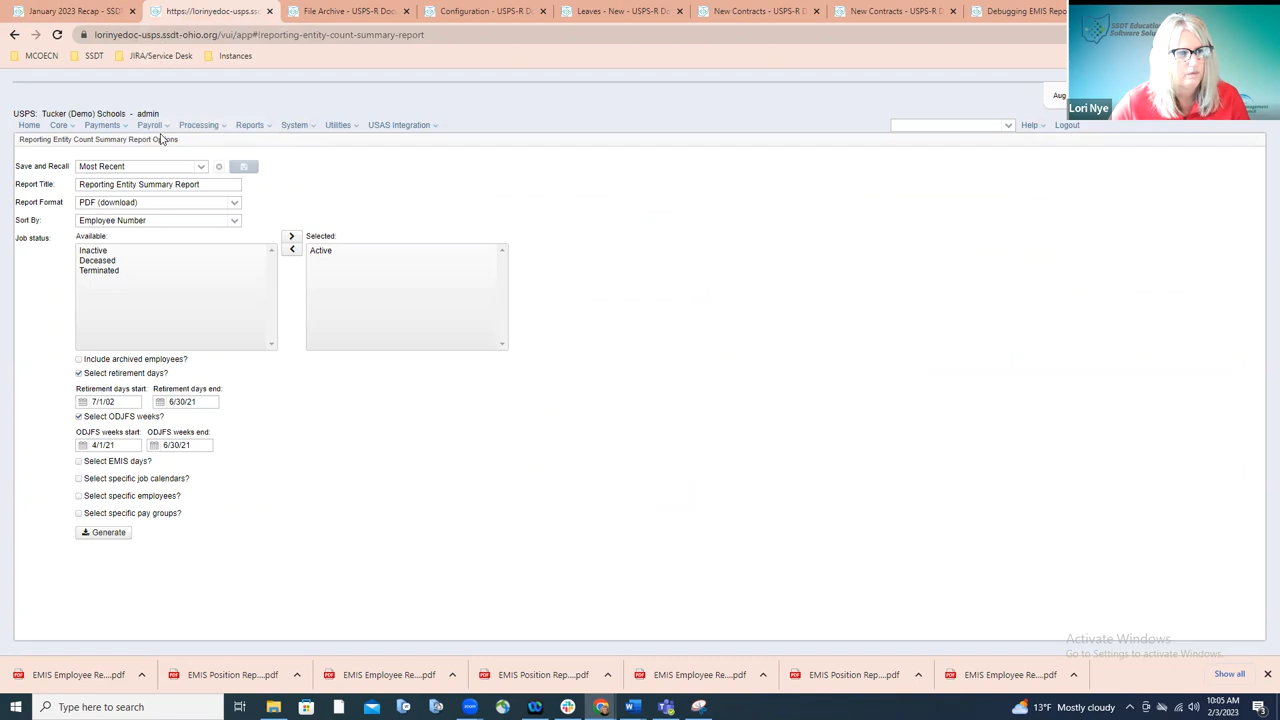 January 2023 Recap - SSDT
https://lorinyedoc-uspsssc
File Archive - USPS-R Doc
Configuration - USPS-R D
Leaves - New - USPS-R Do
New Contracts - USPS-R D
New Contracts - USPS-R D
Debugging EMIS Repo
lorinyedoc-usps.ssdt-ohio.org/vui/app#!reporting-entity-count-summary-re
MCOECN
SSDT
JIRA/Service Desk
Instances
SSDT Education
Software Solu
Lori Nye
Aug
USPS: Tucker (Demo) Schools - admin
Home Core Payments Payroll Processing Reports System Utilities USAS Integration Help Logout
Reporting Entity Count Summary Report Options
Save and Recall Most Recent
Report Title: Reporting Entity Summary Report
Report Format PDF (download)
Sort By: Employee Number
Job status: Available: Selected:
Inactive Active
Deceased
Terminated
Include archived employees?
Select retirement days?
Retirement days start: Retirement days end:
7/1/02 6/30/21
Select ODJFS weeks?
ODJFS weeks start: ODJFS weeks end:
4/1/21 6/30/21
Select EMIS days?
Select specific job calendars?
Select specific employees?
Select specific pay groups?
Generate
Activate Windows
Go to Settings to activate Windows.
EMIS Employee Re....pdf
EMIS Position Rep....pdf
EMIS Employee Re....pdf
EMIS Position Rep....pdf
EMIS Employee Re....pdf
EMIS Position Rep....pdf
EMIS Employee Re....pdf
Show all
Type here to search
13°F Mostly cloudy
10:05 AM
2/3/2023
3